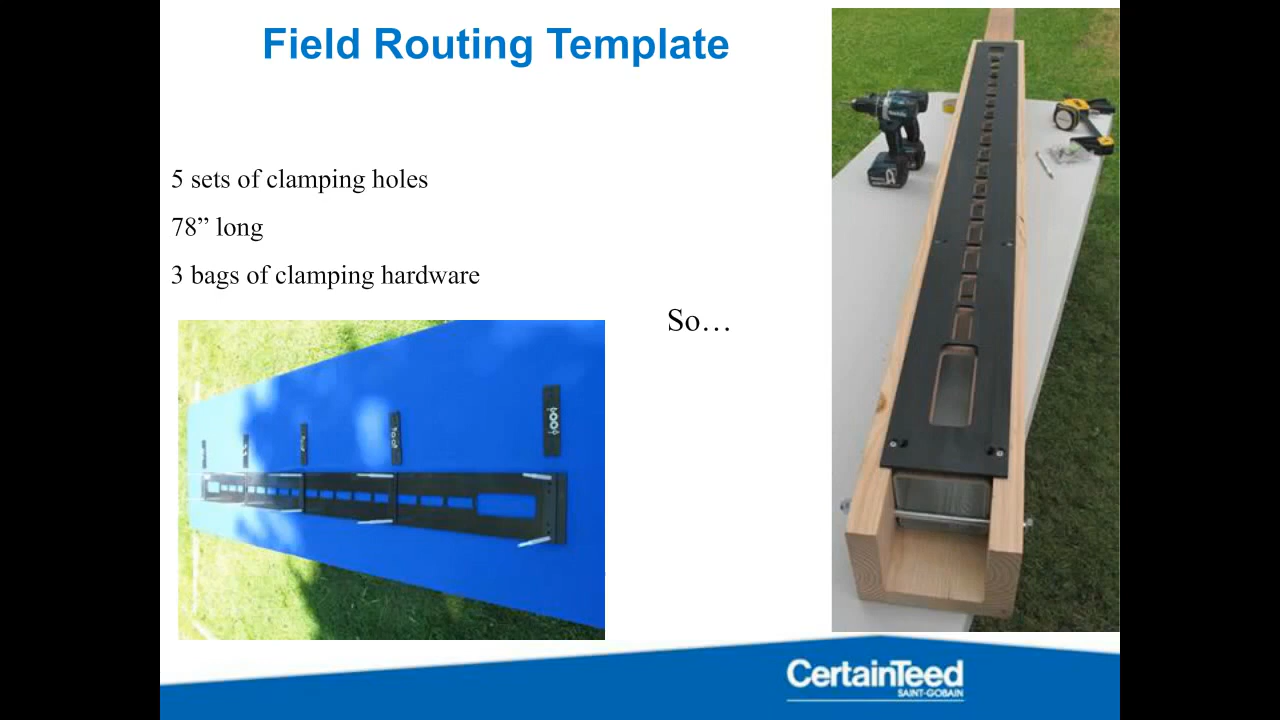 Field Routing Template
5 sets of clamping holes
78” long
3 bags of clamping hardware
So…
CertainTeed
SAINT-GOBAIN